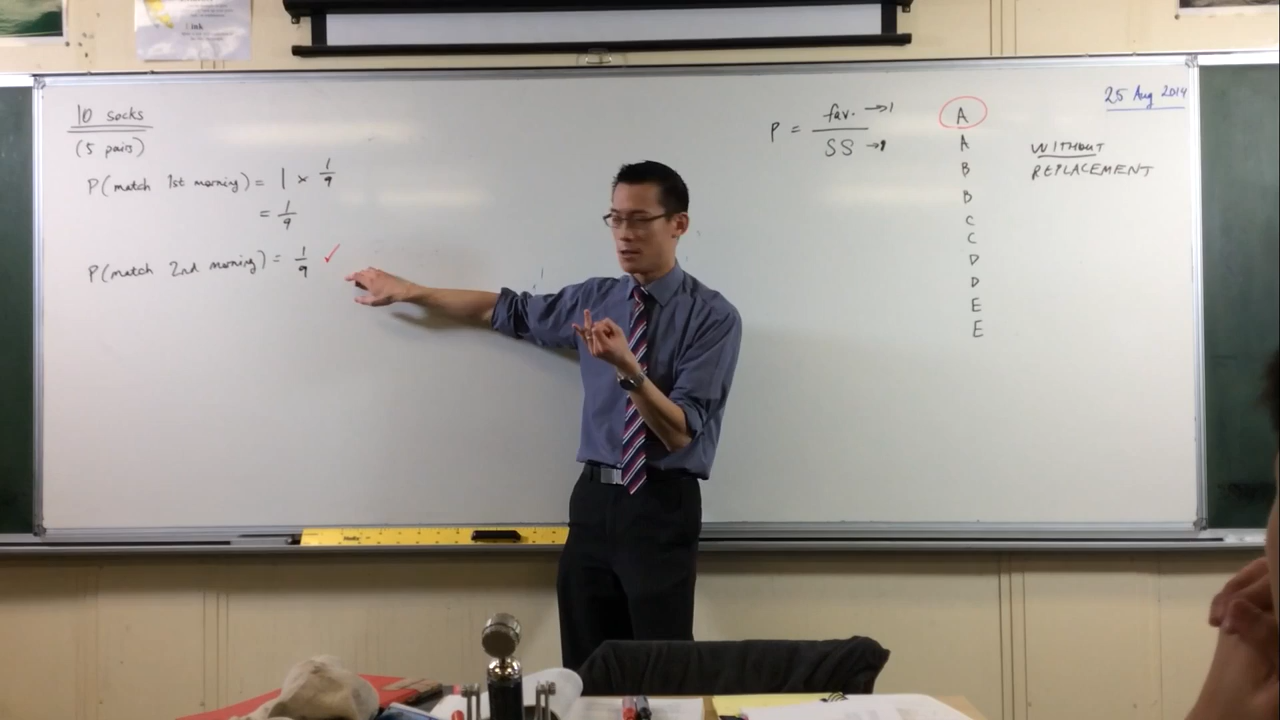 10 socks
(5 pairs)
P(match 1st morning) = 1 × 1/9
= 1/9
P(match 2nd morning) = 1/9 ✓
P = fav. → 1 / SS → 9
A
A
B
B
C
C
D
D
E
E
25 Aug 2014
WITHOUT
REPLACEMENT
ink